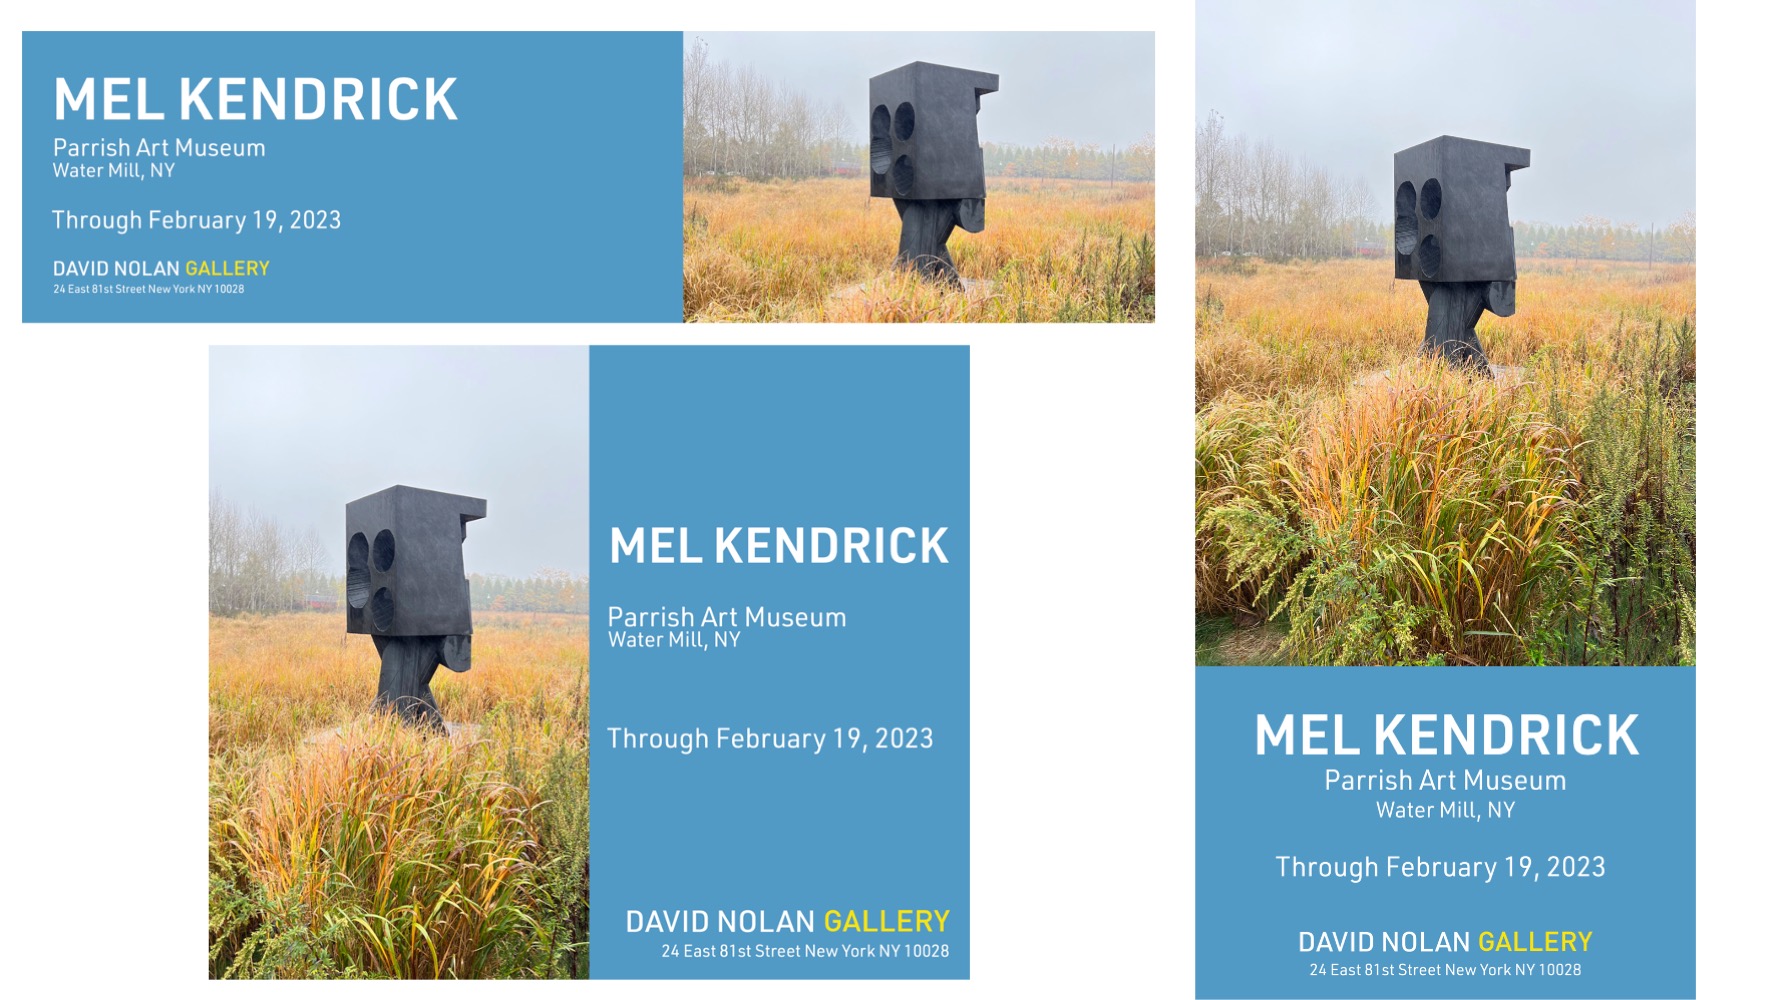 MEL KENDRICK
Parrish Art Museum
Water Mill, NY
Through February 19, 2023
DAVID NOLAN GALLERY
24 East 81st Street New York NY 10028
MEL KENDRICK
Parrish Art Museum
Water Mill, NY
Through February 19, 2023
DAVID NOLAN GALLERY
24 East 81st Street New York NY 10028
MEL KENDRICK
Parrish Art Museum
Water Mill, NY
Through February 19, 2023
DAVID NOLAN GALLERY
24 East 81st Street New York NY 10028